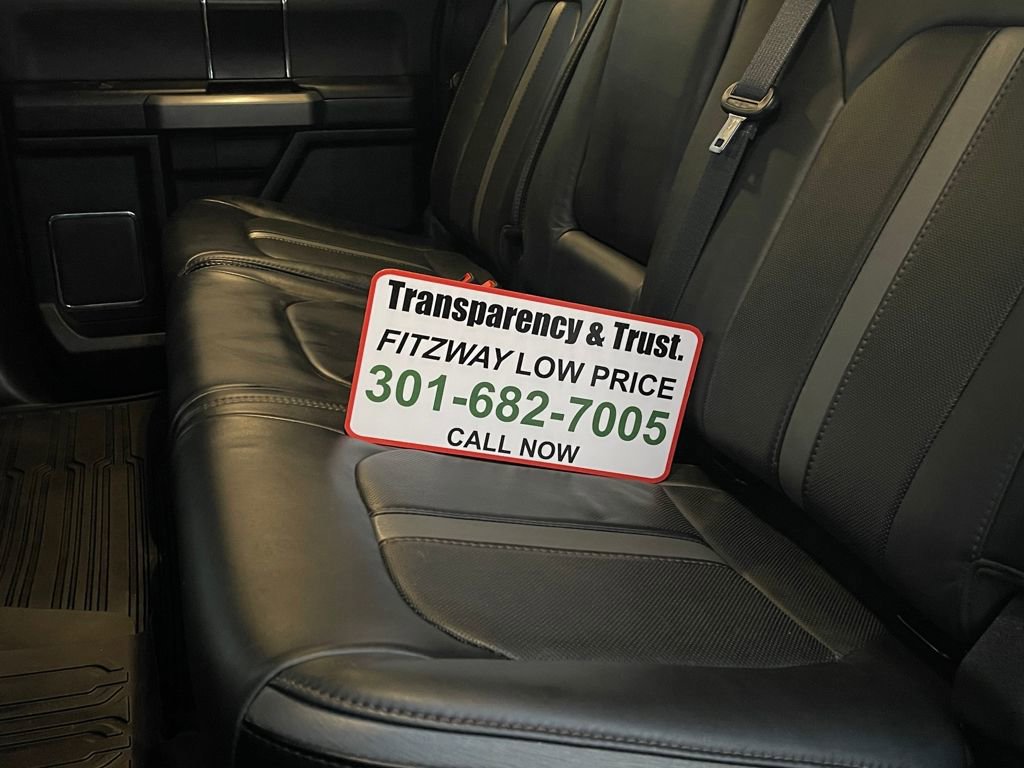 Transparency & Trust.
FITZWAY LOW PRICE
301-682-7005
CALL NOW